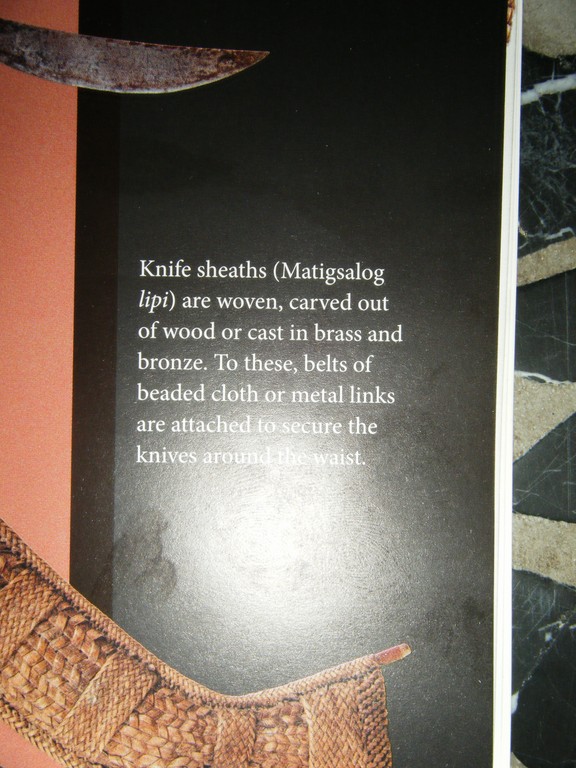 Knife sheaths (Matigsalog
lipi) are woven, carved out
of wood or cast in brass and
bronze. To these, belts of
beaded cloth or metal links
are attached to secure the
knives around the waist.